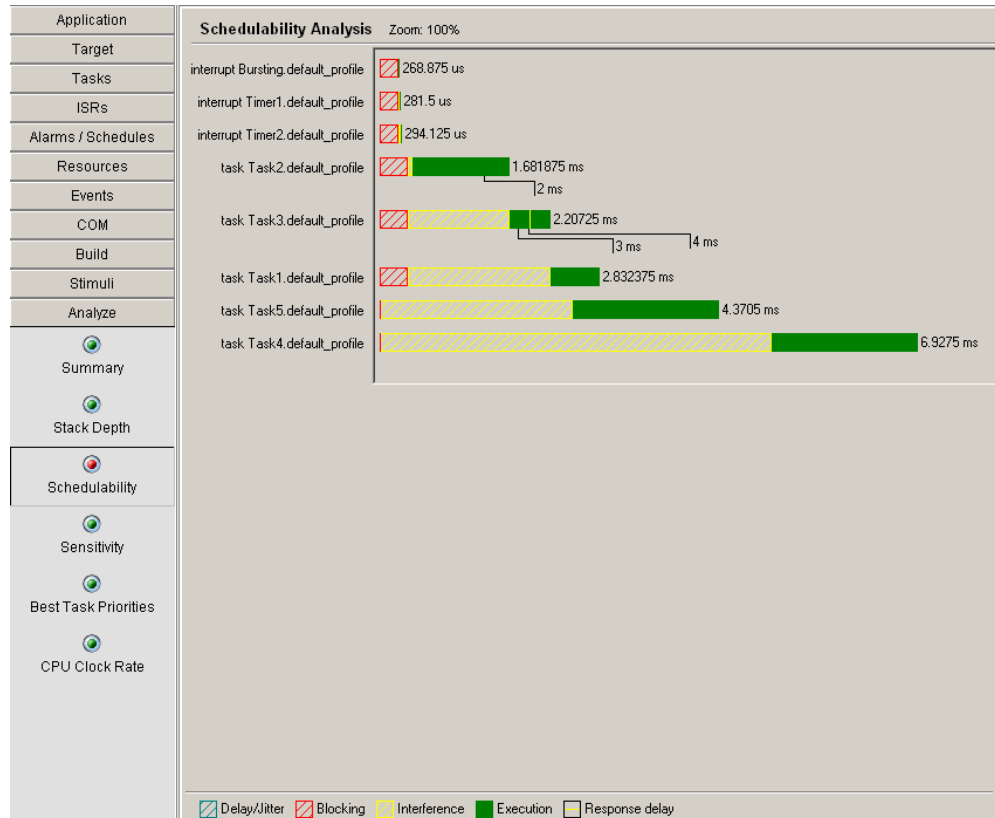 Application
Target
Tasks
ISRs
Alarms / Schedules
Resources
Events
COM
Build
Stimuli
Analyze
Summary
Stack Depth
Schedulability
Sensitivity
Best Task Priorities
CPU Clock Rate
Schedulability Analysis Zoom: 100%
interrupt Bursting.default_profile 268.875 us
interrupt Timer1.default_profile 281.5 us
interrupt Timer2.default_profile 294.125 us
task Task2.default_profile 1.681875 ms
2 ms
task Task3.default_profile 2.20725 ms
3 ms 4 ms
task Task1.default_profile 2.832375 ms
task Task5.default_profile 4.3705 ms
task Task4.default_profile 6.9275 ms
Delay/Jitter Blocking Interference Execution Response delay